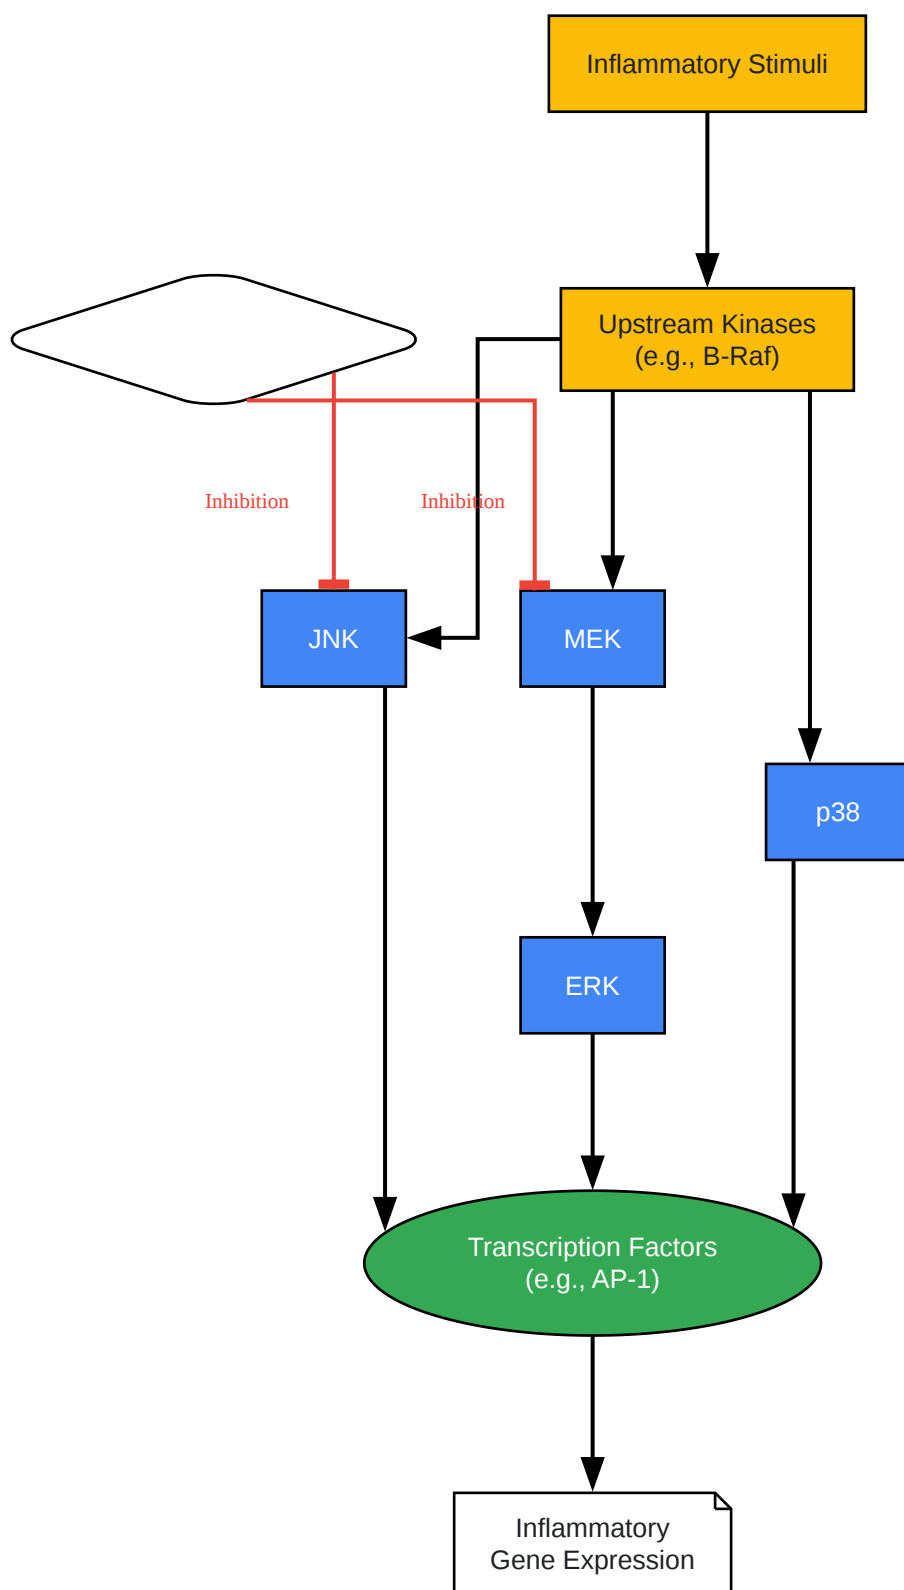 Inflammatory Stimuli
Upstream Kinases
(e.g., B-Raf)
Inhibition
Inhibition
JNK
MEK
p38
ERK
Transcription Factors
(e.g., AP-1)
Inflammatory
Gene Expression